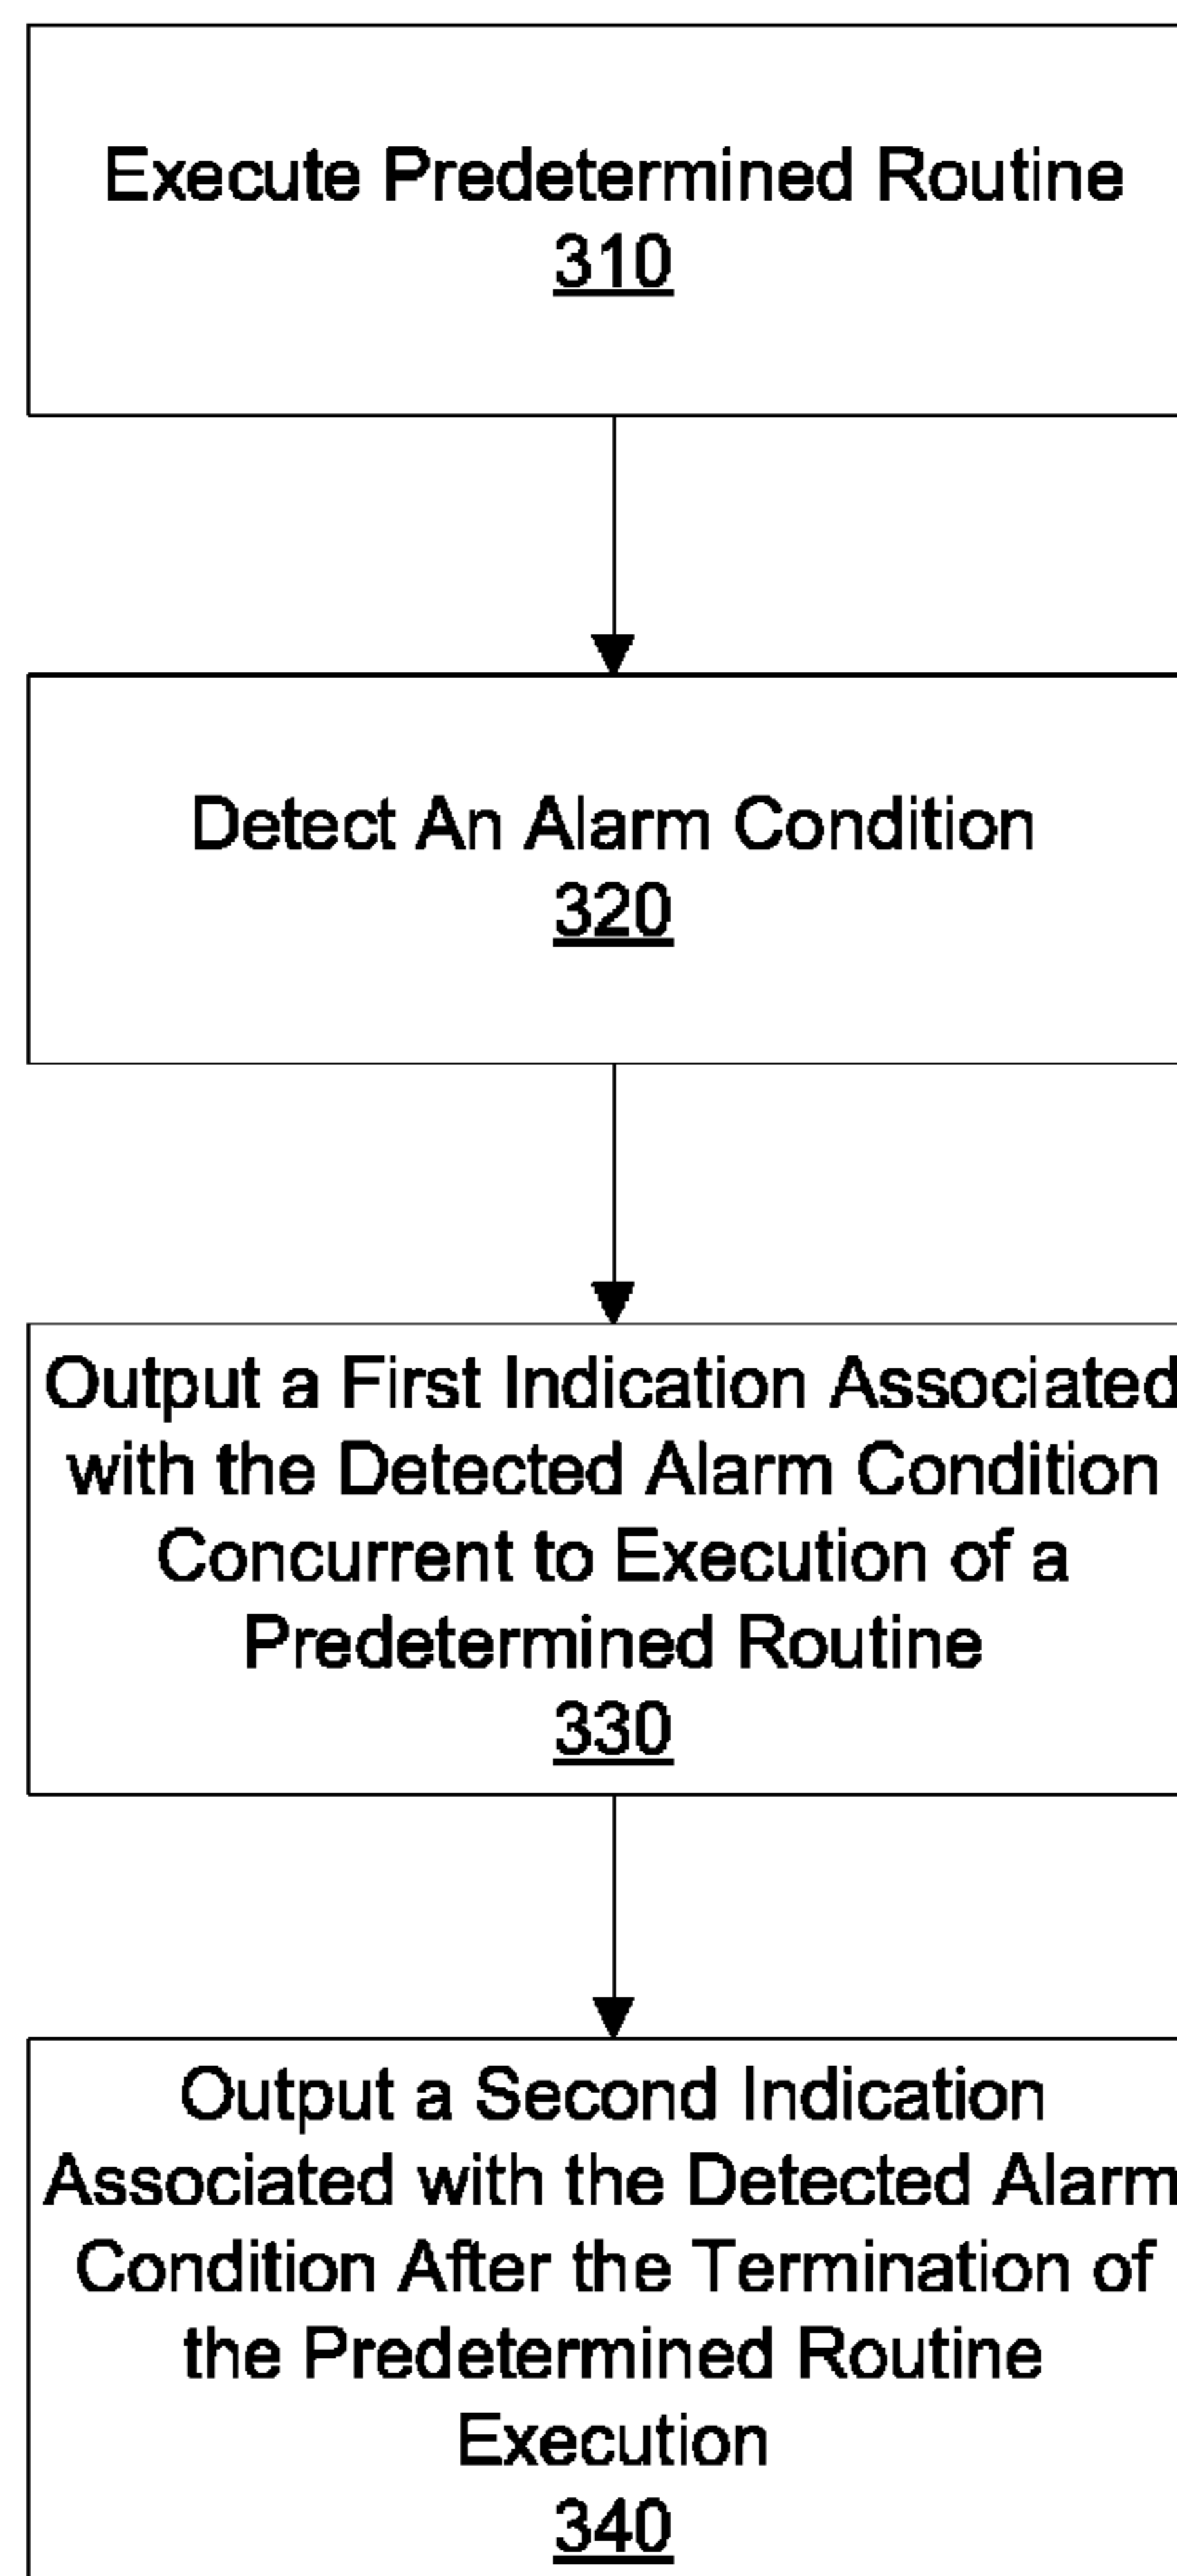 Execute Predetermined Routine
310
Detect An Alarm Condition
320
Output a First Indication Associated
with the Detected Alarm Condition
Concurrent to Execution of a
Predetermined Routine
330
Output a Second Indication
Associated with the Detected Alarm
Condition After the Termination of
the Predetermined Routine
Execution
340